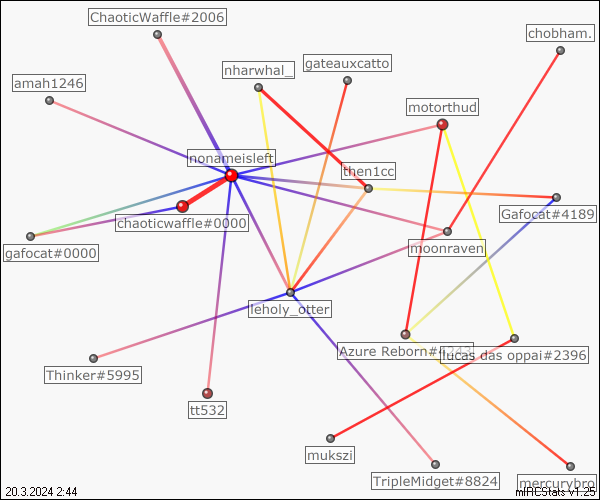 ChaoticWaffle#2006
chobham.
gateauxcatto
nharwhal_
amah1246
motorthud
nonameisleft
then1cc
Gafocat#4189
chaoticwaffle#0000
gafocat#0000
moonraven
leholy_otter
Azure Reborn#
lucas das oppai#2396
Thinker#5995
tt532
mukszi
TripleMidget#8824
mercurybro
20.3.2024 2:44
mIRCStats v1.25